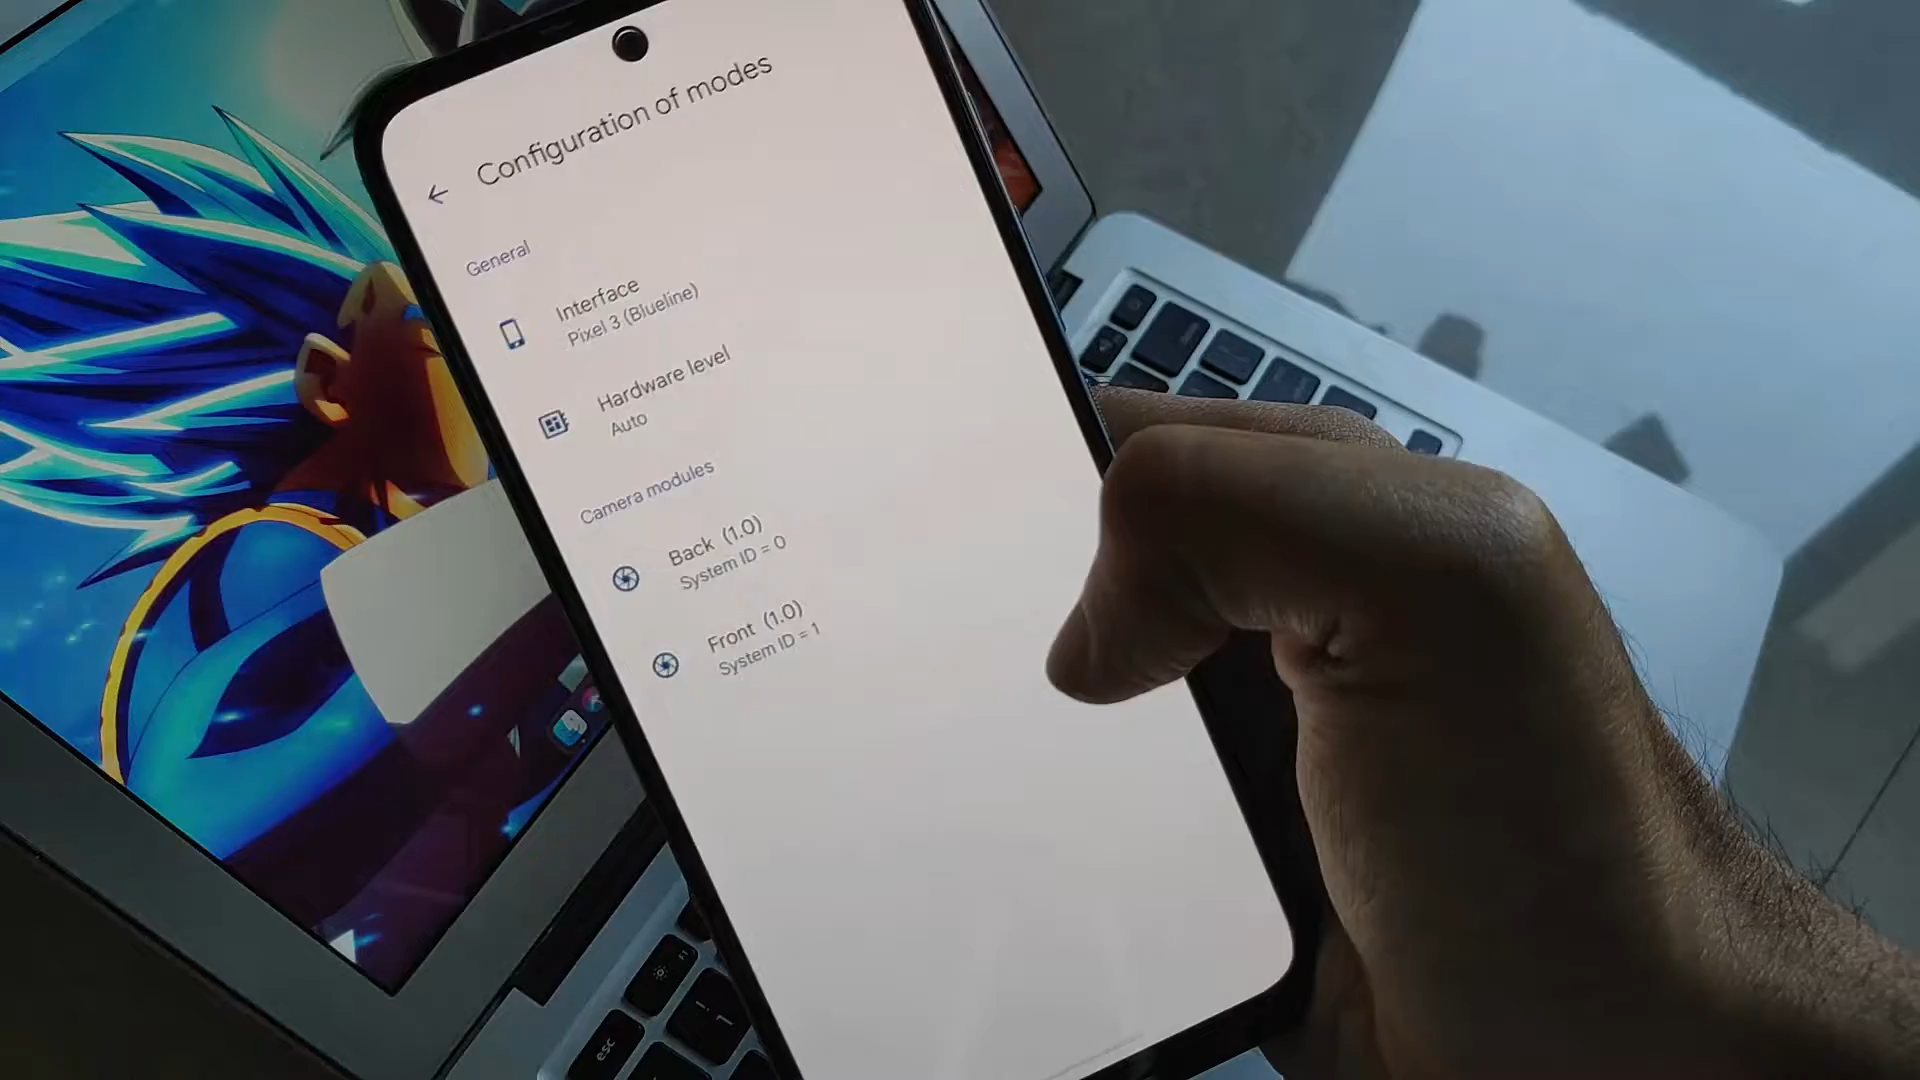 Configuration of modes
General
Interface
Pixel 3 (Blueline)
Hardware level
Auto
Camera modules
Back (1.0)
System ID = 0
Front (1.0)
System ID = 1
esc
F1